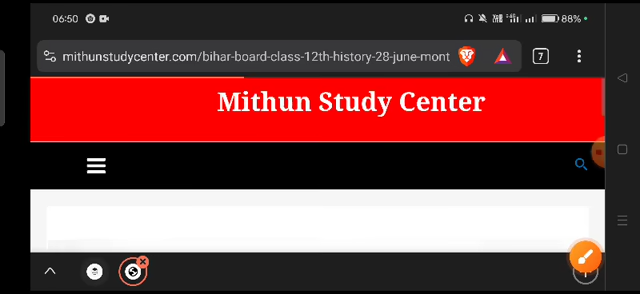 06:50 88%
mithunstudycenter.com/bihar-board-class-12th-history-28-june-mont 7
Mithun Study Center